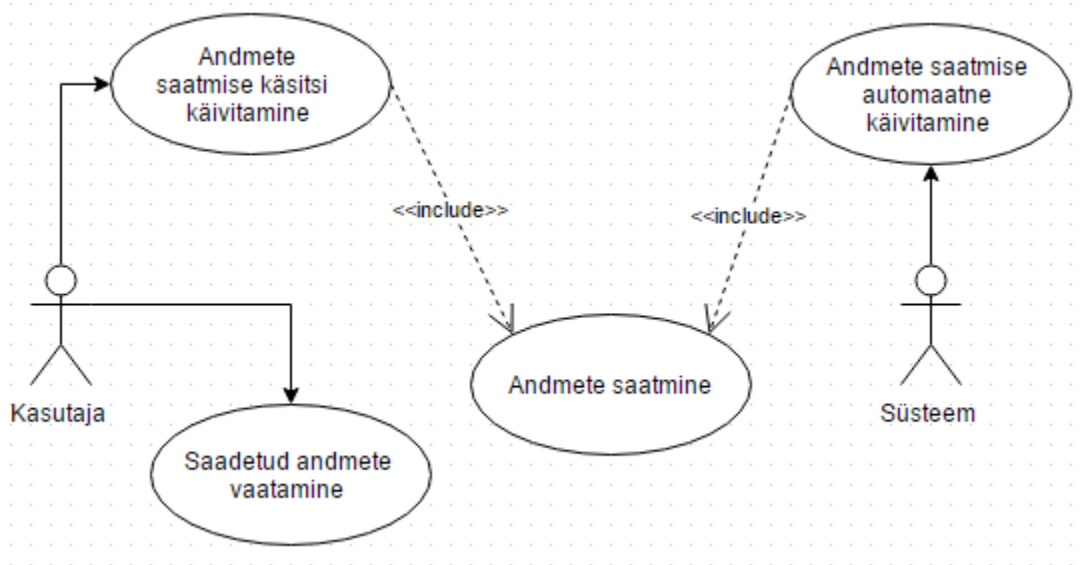 Andmete
saatmise käsitsi
käivitamine
Andmete saatmise
automaatne
käivitamine
<<include>>
<<include>>
Andmete saatmine
Kasutaja
Süsteem
Saadetud andmete
vaatamine